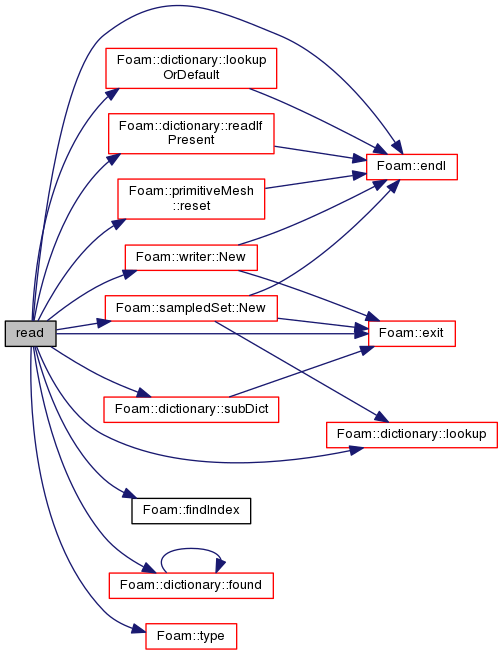 Foam::dictionary::lookup
OrDefault
Foam::dictionary::readIf
Present
Foam::endl
Foam::primitiveMesh
::reset
Foam::writer::New
Foam::sampledSet::New
read
Foam::exit
Foam::dictionary::subDict
Foam::dictionary::lookup
Foam::findIndex
Foam::dictionary::found
Foam::type